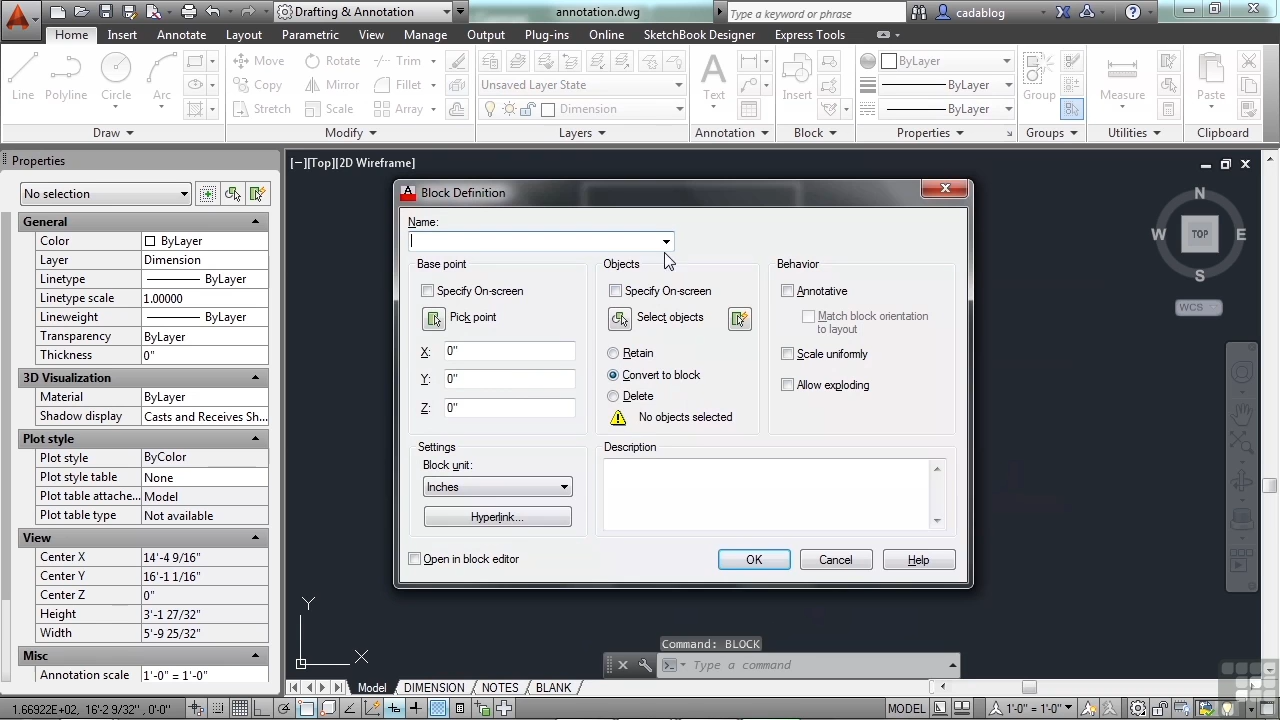 Drafting & Annotation
annotation.dwg
Type a keyword or phrase
cadablog
Home Insert Annotate Layout Parametric View Manage Output Plug-ins Online SketchBook Designer Express Tools
Line Polyline Circle Arc
Move Rotate Trim
Copy Mirror Fillet
Stretch Scale Array
Unsaved Layer State
Dimension
Text
Insert
ByLayer
ByLayer
ByLayer
Group
Measure
Paste
Draw Modify Layers Annotation Block Properties Groups Utilities Clipboard
Properties
No selection
General
Color ByLayer
Layer Dimension
Linetype ByLayer
Linetype scale 1.00000
Lineweight ByLayer
Transparency ByLayer
Thickness 0"
3D Visualization
Material ByLayer
Shadow display Casts and Receives Sh...
Plot style
Plot style ByColor
Plot style table None
Plot table attache... Model
Plot table type Not available
View
Center X 14'-4 9/16"
Center Y 16'-1 1/16"
Center Z 0"
Height 3'-1 27/32"
Width 5'-9 25/32"
Misc
Annotation scale 1'-0" = 1'-0"
[−][Top][2D Wireframe]
N
W TOP E
S
WCS
Block Definition
Name:
Base point
Specify On-screen
Pick point
X: 0"
Y: 0"
Z: 0"
Objects
Specify On-screen
Select objects
Retain
Convert to block
Delete
No objects selected
Behavior
Annotative
Match block orientation
to layout
Scale uniformly
Allow exploding
Settings
Block unit:
Inches
Hyperlink...
Description
Open in block editor
OK Cancel Help
Y
X
Command: BLOCK
Type a command
Model DIMENSION NOTES BLANK
1.66922E+02, 16'-2 9/32", 0'-0"
MODEL
1'-0" = 1'-0"